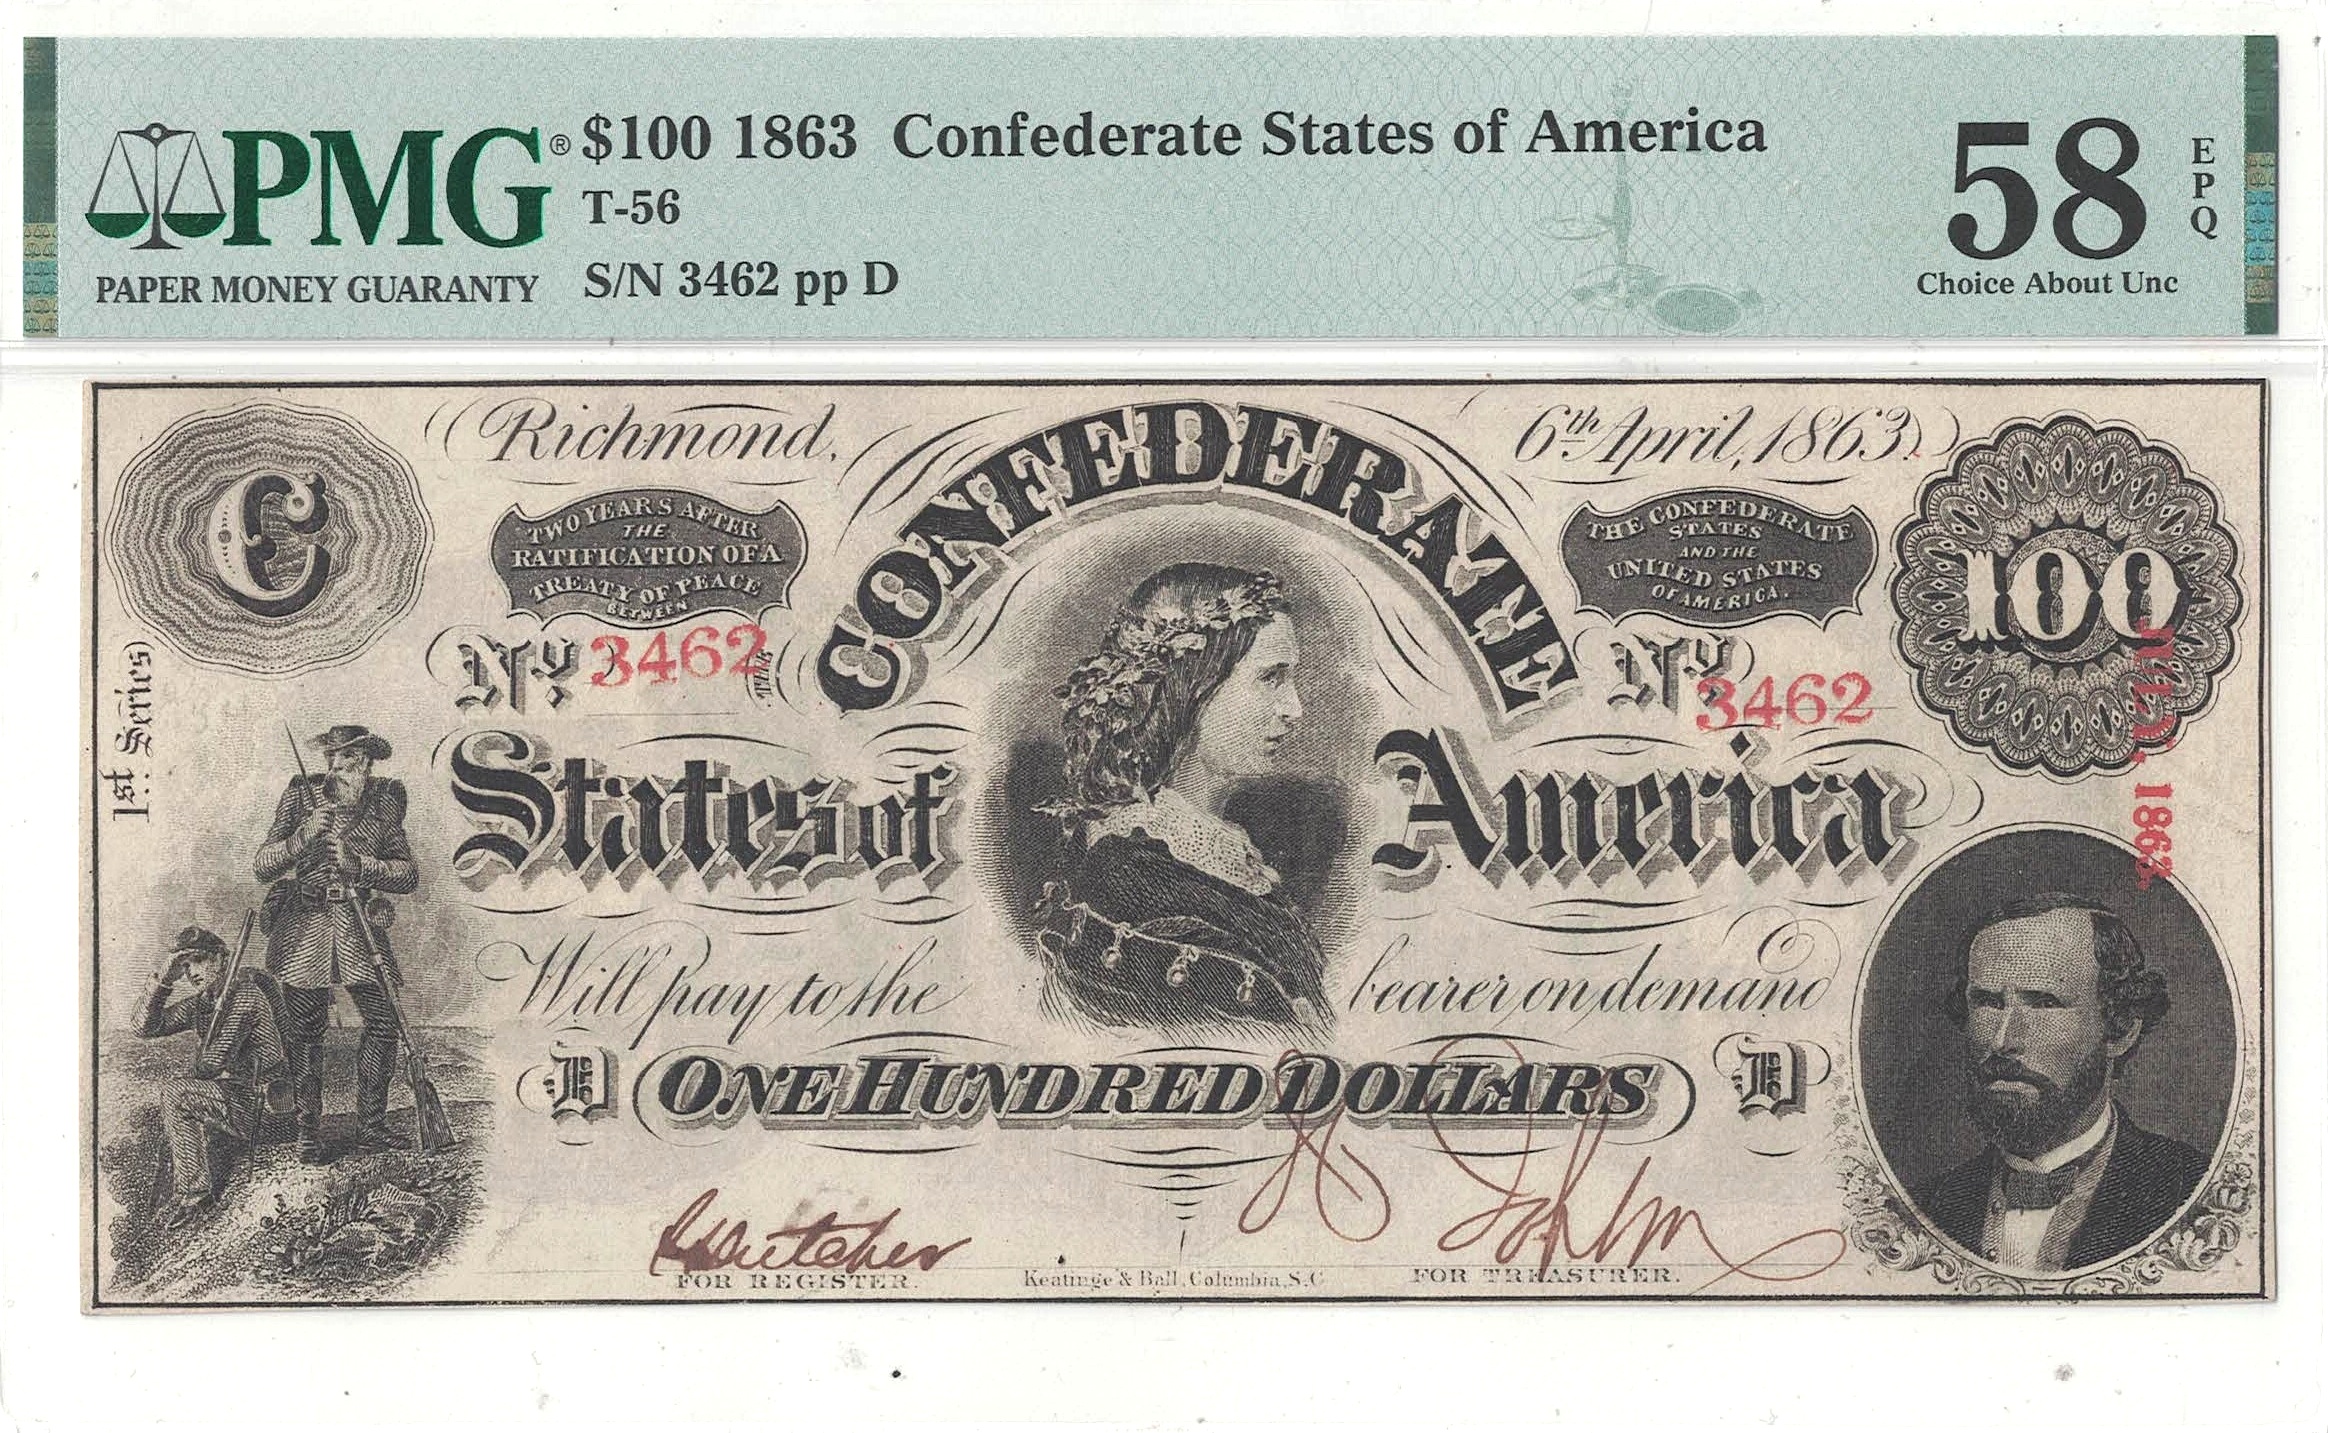 PMG® $100 1863 Confederate States of America
T-56
PAPER MONEY GUARANTY S/N 3462 pp D
58 EPQ
Choice About Unc
C
Richmond,
6th April, 1863.
TWO YEARS AFTER
THE
RATIFICATION OF A
TREATY OF PEACE
BETWEEN
CONFEDERATE
THE CONFEDERATE
STATES
AND THE
UNITED STATES
OF AMERICA.
100
1st. Series
No. 3462
No. 3462
JULY, 1863.
States of America
Will pay to the bearer on demand
D ONE HUNDRED DOLLARS D
FOR REGISTER.
Keatinge & Ball, Columbia, S.C.
FOR TREASURER.